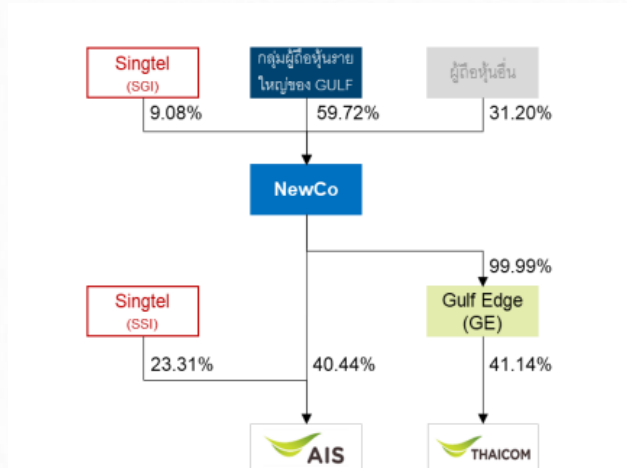 Singtel
(SGI)
กลุ่มผู้ถือหุ้นราย
ใหญ่ของ GULF
ผู้ถือหุ้นอื่น
9.08%
59.72%
31.20%
NewCo
99.99%
Singtel
(SSI)
Gulf Edge
(GE)
23.31%
40.44%
41.14%
AIS
THAICOM